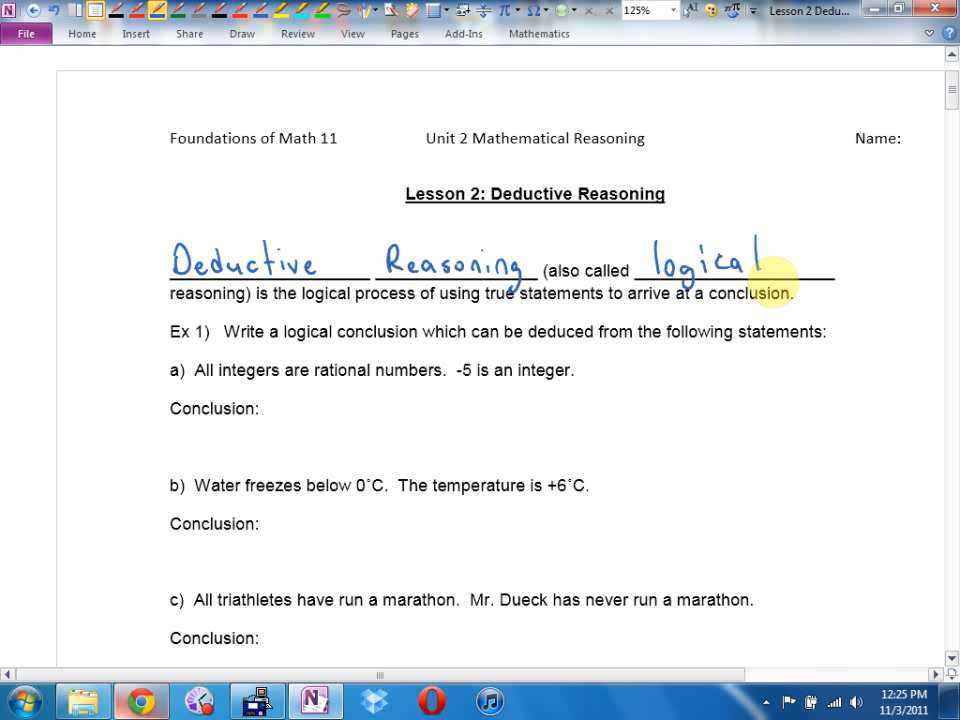 125% Lesson 2 Dedu...
File Home Insert Share Draw Review View Pages Add-Ins Mathematics
Foundations of Math 11 Unit 2 Mathematical Reasoning Name:
Lesson 2: Deductive Reasoning
Deductive Reasoning (also called logical
reasoning) is the logical process of using true statements to arrive at a conclusion.
Ex 1) Write a logical conclusion which can be deduced from the following statements:
a) All integers are rational numbers. -5 is an integer.
Conclusion:
b) Water freezes below 0˚C. The temperature is +6˚C.
Conclusion:
c) All triathletes have run a marathon. Mr. Dueck has never run a marathon.
Conclusion:
12:25 PM
11/3/2011